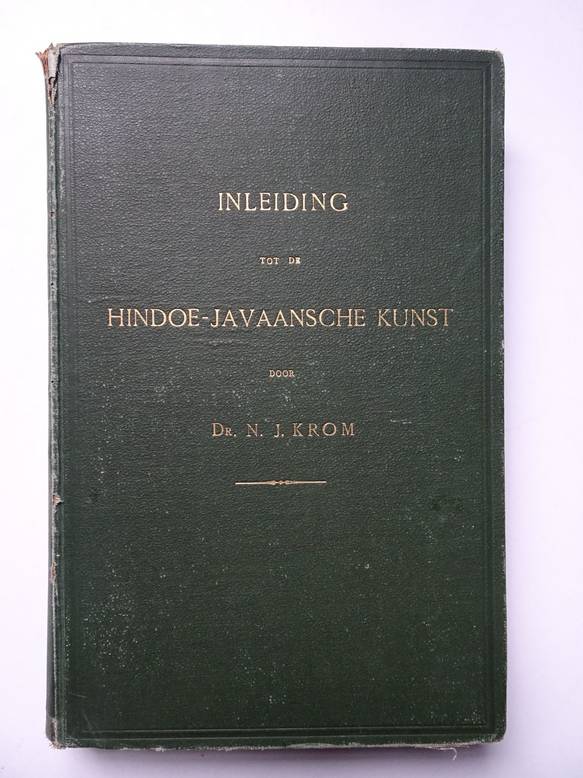 INLEIDING
TOT DE
HINDOE-JAVAANSCHE KUNST
DOOR
DR. N. J. KROM